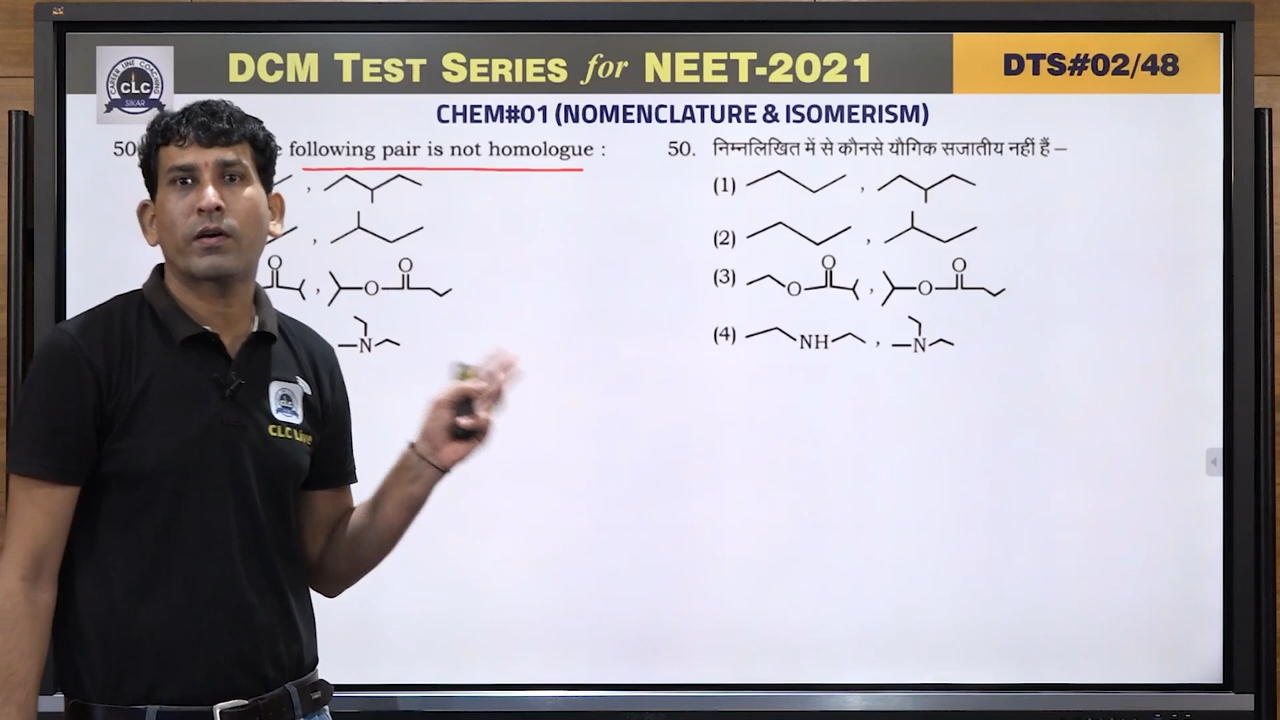 DCM TEST SERIES for NEET-2021
DTS#02/48
CAREER LINE COACHING
CLC
SIKAR
CHEM#01 (NOMENCLATURE & ISOMERISM)
50
following pair is not homologue :
, 
,
O
O
, O
N
50. निम्नलिखित में से कौनसे यौगिक सजातीय नहीं हैं –
(1) ,
(2) ,
O
O
(3) O , O
(4) NH , N
CLC Live